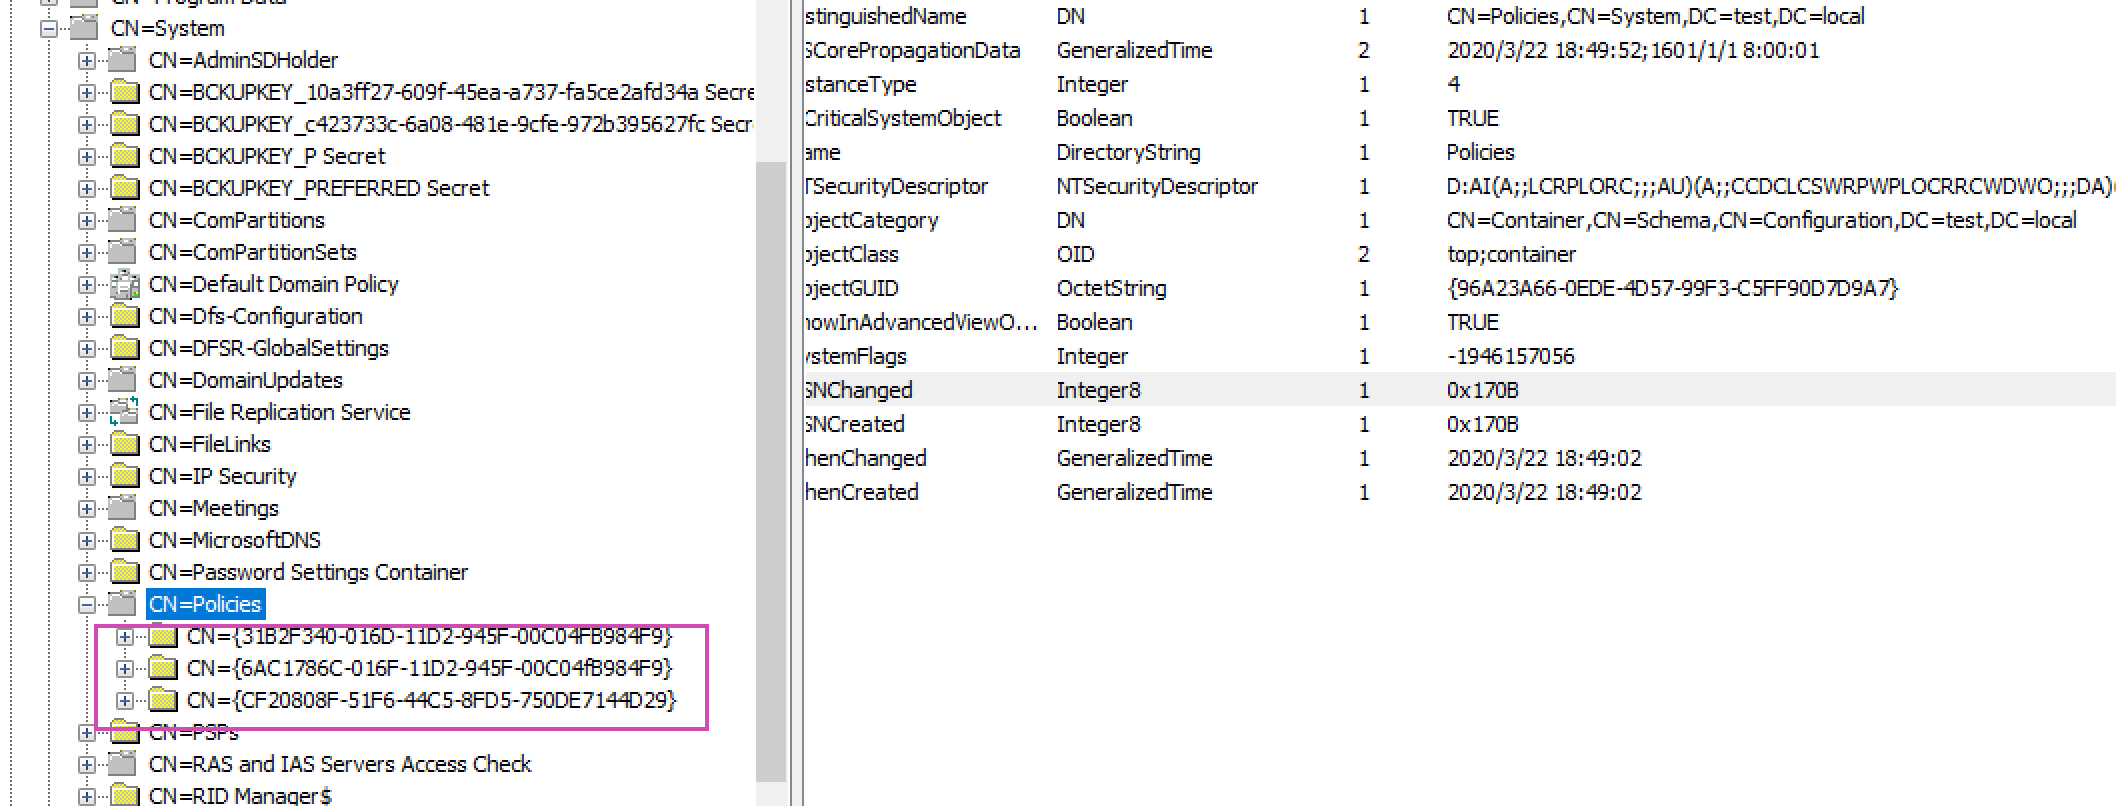 CN=Program Data
CN=System
CN=AdminSDHolder
CN=BCKUPKEY_10a3ff27-609f-45ea-a737-fa5ce2afd34a Secre
CN=BCKUPKEY_c423733c-6a08-481e-9cfe-972b395627fc Secr
CN=BCKUPKEY_P Secret
CN=BCKUPKEY_PREFERRED Secret
CN=ComPartitions
CN=ComPartitionSets
CN=Default Domain Policy
CN=Dfs-Configuration
CN=DFSR-GlobalSettings
CN=DomainUpdates
CN=File Replication Service
CN=FileLinks
CN=IP Security
CN=Meetings
CN=MicrosoftDNS
CN=Password Settings Container
CN=Policies
CN={31B2F340-016D-11D2-945F-00C04FB984F9}
CN={6AC1786C-016F-11D2-945F-00C04fB984F9}
CN={CF20808F-51F6-44C5-8FD5-750DE7144D29}
CN=PSPs
CN=RAS and IAS Servers Access Check
CN=RID Manager$
stinguishedName DN 1 CN=Policies,CN=System,DC=test,DC=local
SCorePropagationData GeneralizedTime 2 2020/3/22 18:49:52;1601/1/1 8:00:01
stanceType Integer 1 4
CriticalSystemObject Boolean 1 TRUE
ame DirectoryString 1 Policies
TSecurityDescriptor NTSecurityDescriptor 1 D:AI(A;;LCRPLORC;;;AU)(A;;CCDCLCSWRPWPLOCRRCWDWO;;;DA)(
bjectCategory DN 1 CN=Container,CN=Schema,CN=Configuration,DC=test,DC=local
bjectClass OID 2 top;container
bjectGUID OctetString 1 {96A23A66-0EDE-4D57-99F3-C5FF90D7D9A7}
howInAdvancedViewO... Boolean 1 TRUE
ystemFlags Integer 1 -1946157056
SNChanged Integer8 1 0x170B
SNCreated Integer8 1 0x170B
henChanged GeneralizedTime 1 2020/3/22 18:49:02
henCreated GeneralizedTime 1 2020/3/22 18:49:02